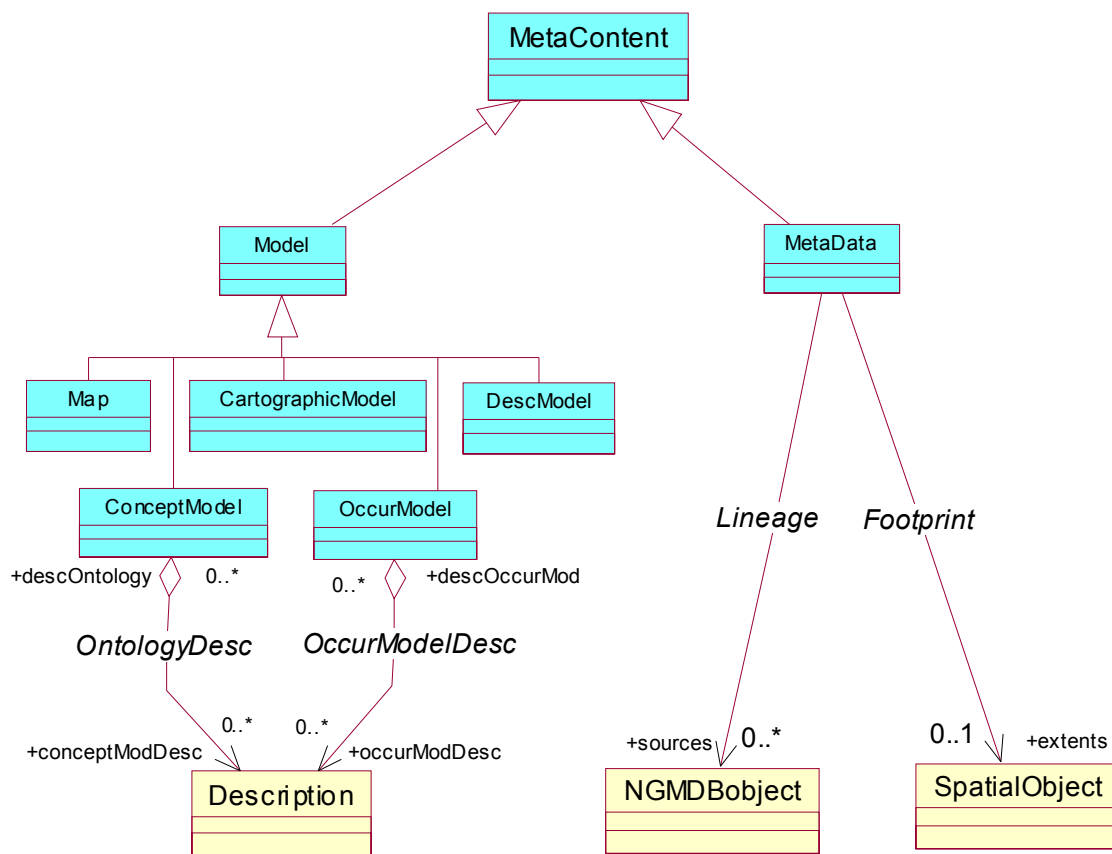 MetaContent
Model
MetaData
Map
CartographicModel
DescModel
ConceptModel
OccurModel
+descOntology
0..*
0..*
+descOccurMod
Lineage
Footprint
OntologyDesc
OccurModelDesc
0..*
0..*
+conceptModDesc
+occurModDesc
+sources
0..*
0..1
+extents
Description
NGMDBobject
SpatialObject